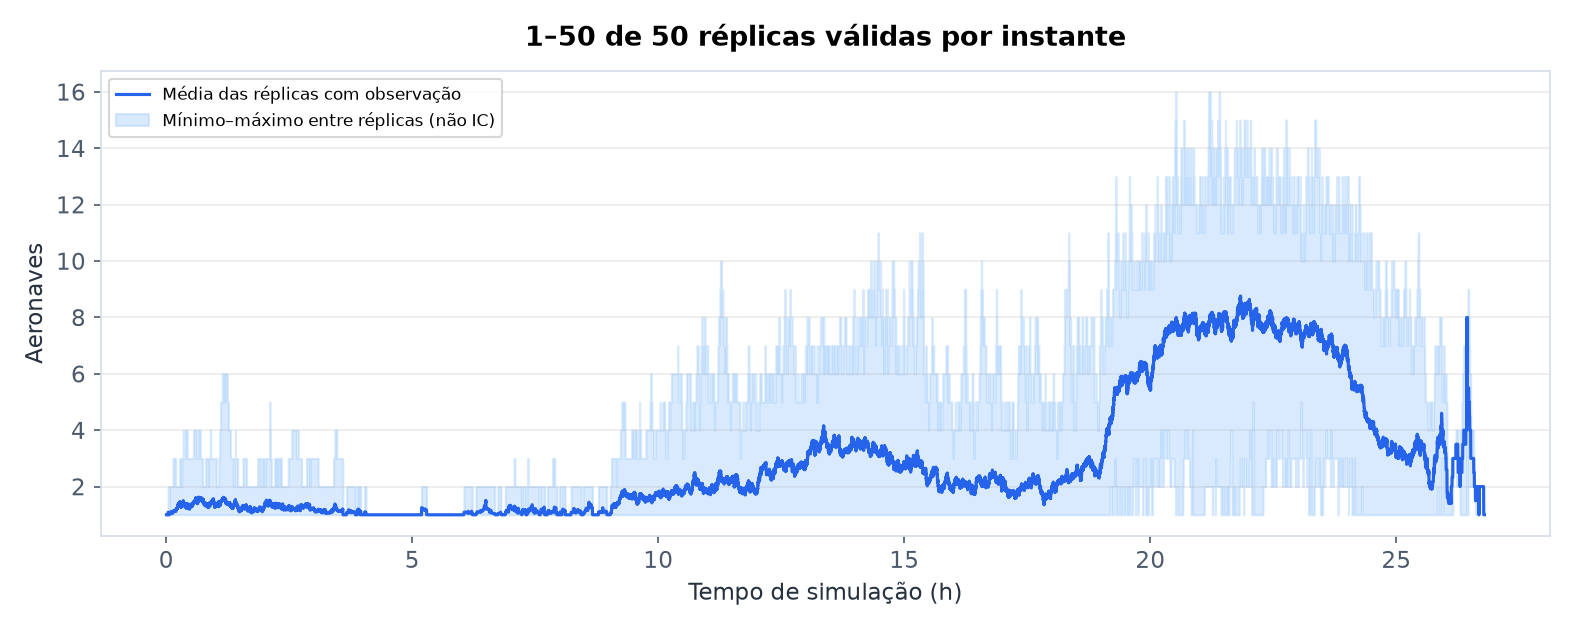 1–50 de 50 réplicas válidas por instante
Média das réplicas com observação
Mínimo–máximo entre réplicas (não IC)
Aeronaves
16
14
12
10
8
6
4
2
0 5 10 15 20 25
Tempo de simulação (h)